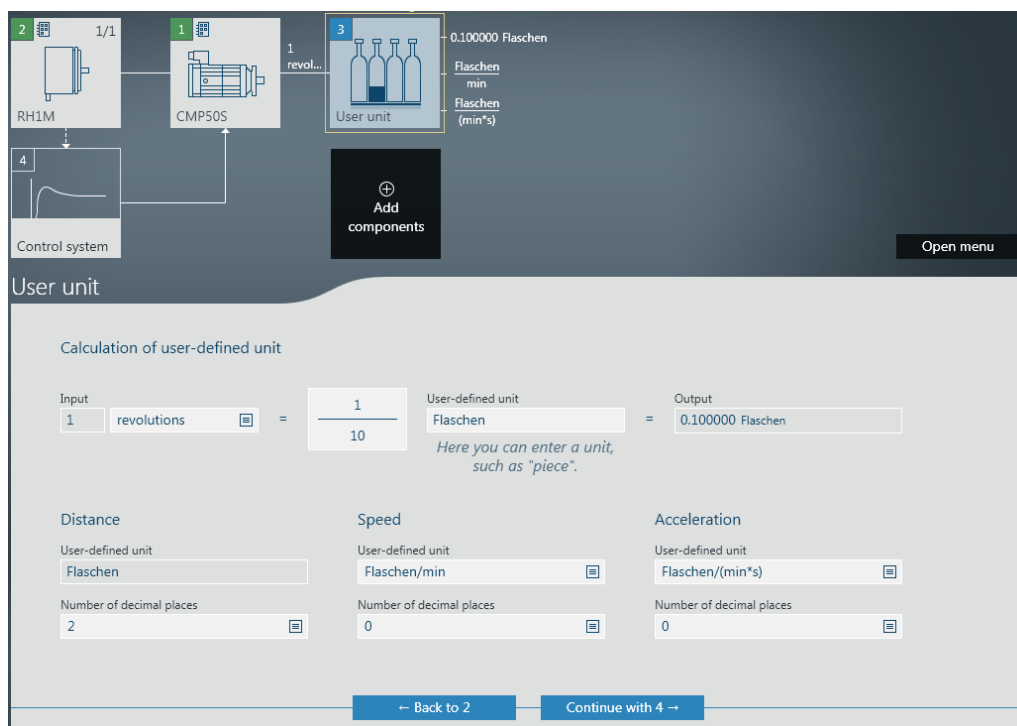 2 1/1
RH1M
1
CMP50S
1
revol...
3
User unit
0.100000 Flaschen
Flaschen
min
Flaschen
(min*s)
4
Control system
Add
components
Open menu
User unit
Calculation of user-defined unit
Input
1 revolutions =
1
10
User-defined unit
Flaschen
Here you can enter a unit,
such as "piece".
=
Output
0.100000 Flaschen
Distance
User-defined unit
Flaschen
Number of decimal places
2
Speed
User-defined unit
Flaschen/min
Number of decimal places
0
Acceleration
User-defined unit
Flaschen/(min*s)
Number of decimal places
0
← Back to 2
Continue with 4 →